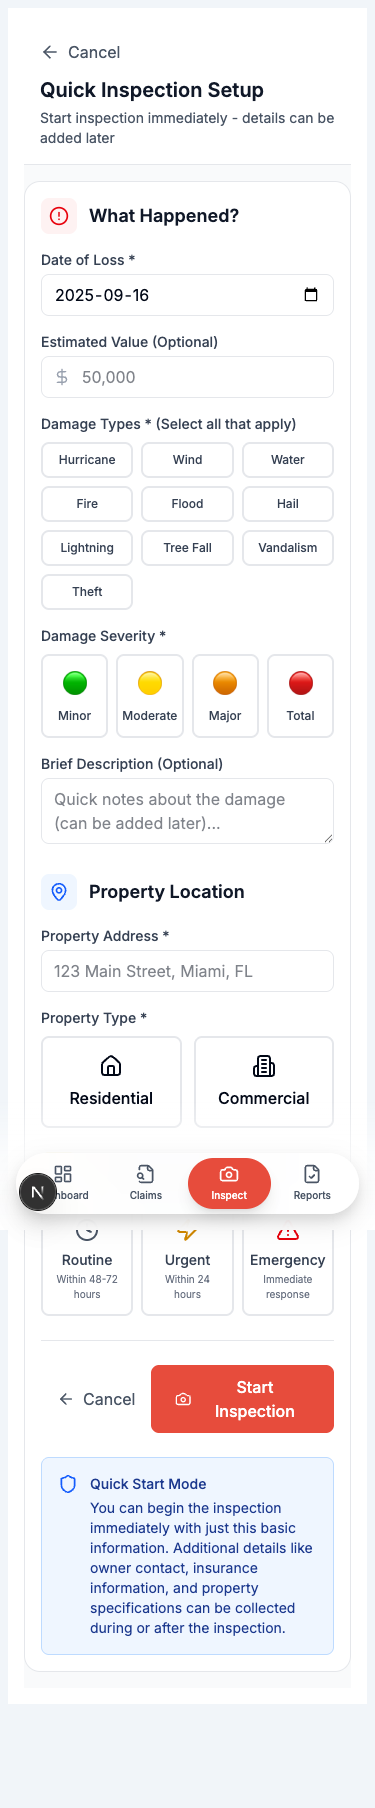 Cancel
Quick Inspection Setup
Start inspection immediately - details can be
added later
What Happened?
Date of Loss *
2025-09-16
Estimated Value (Optional)
$ 50,000
Damage Types * (Select all that apply)
Hurricane
Wind
Water
Fire
Flood
Hail
Lightning
Tree Fall
Vandalism
Theft
Damage Severity *
Minor
Moderate
Major
Total
Brief Description (Optional)
Quick notes about the damage
(can be added later)...
Property Location
Property Address *
123 Main Street, Miami, FL
Property Type *
Residential
Commercial
N
hboard
Claims
Inspect
Reports
Routine
Within 48-72
hours
Urgent
Within 24
hours
Emergency
Immediate
response
Cancel
Start
Inspection
Quick Start Mode
You can begin the inspection
immediately with just this basic
information. Additional details like
owner contact, insurance
information, and property
specifications can be collected
during or after the inspection.